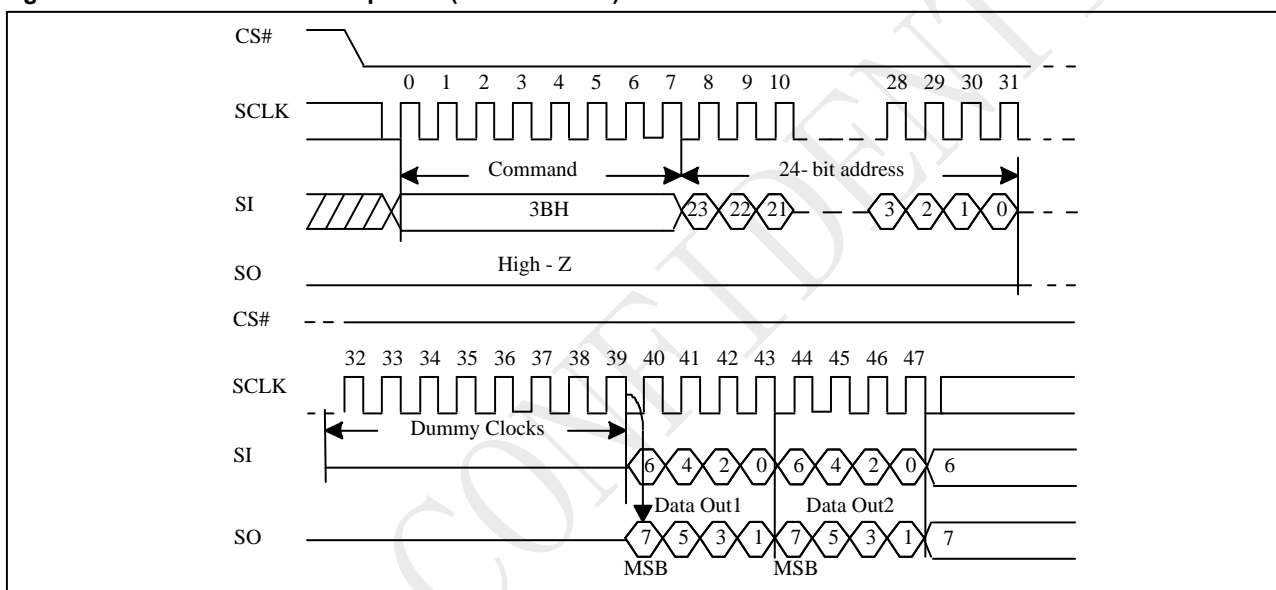 CS#
0 1 2 3 4 5 6 7 8 9 10 28 29 30 31
SCLK
Command 24- bit address
SI 3BH 23 22 21 3 2 1 0
High - Z
SO
CS#
32 33 34 35 36 37 38 39 40 41 42 43 44 45 46 47
SCLK
Dummy Clocks
SI 6 4 2 0 6 4 2 0 6
Data Out1 Data Out2
SO 7 5 3 1 7 5 3 1 7
MSB MSB